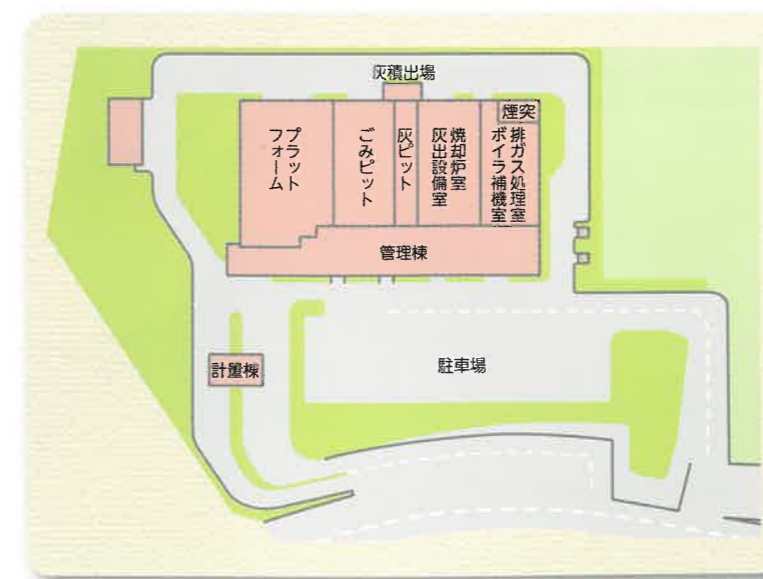 灰積出場
煙突
プラット
フォーム
ごみピット
灰ピット
焼却炉室
灰出設備室
排ガス処理室
ボイラ補機室
管理棟
計量棟
駐車場